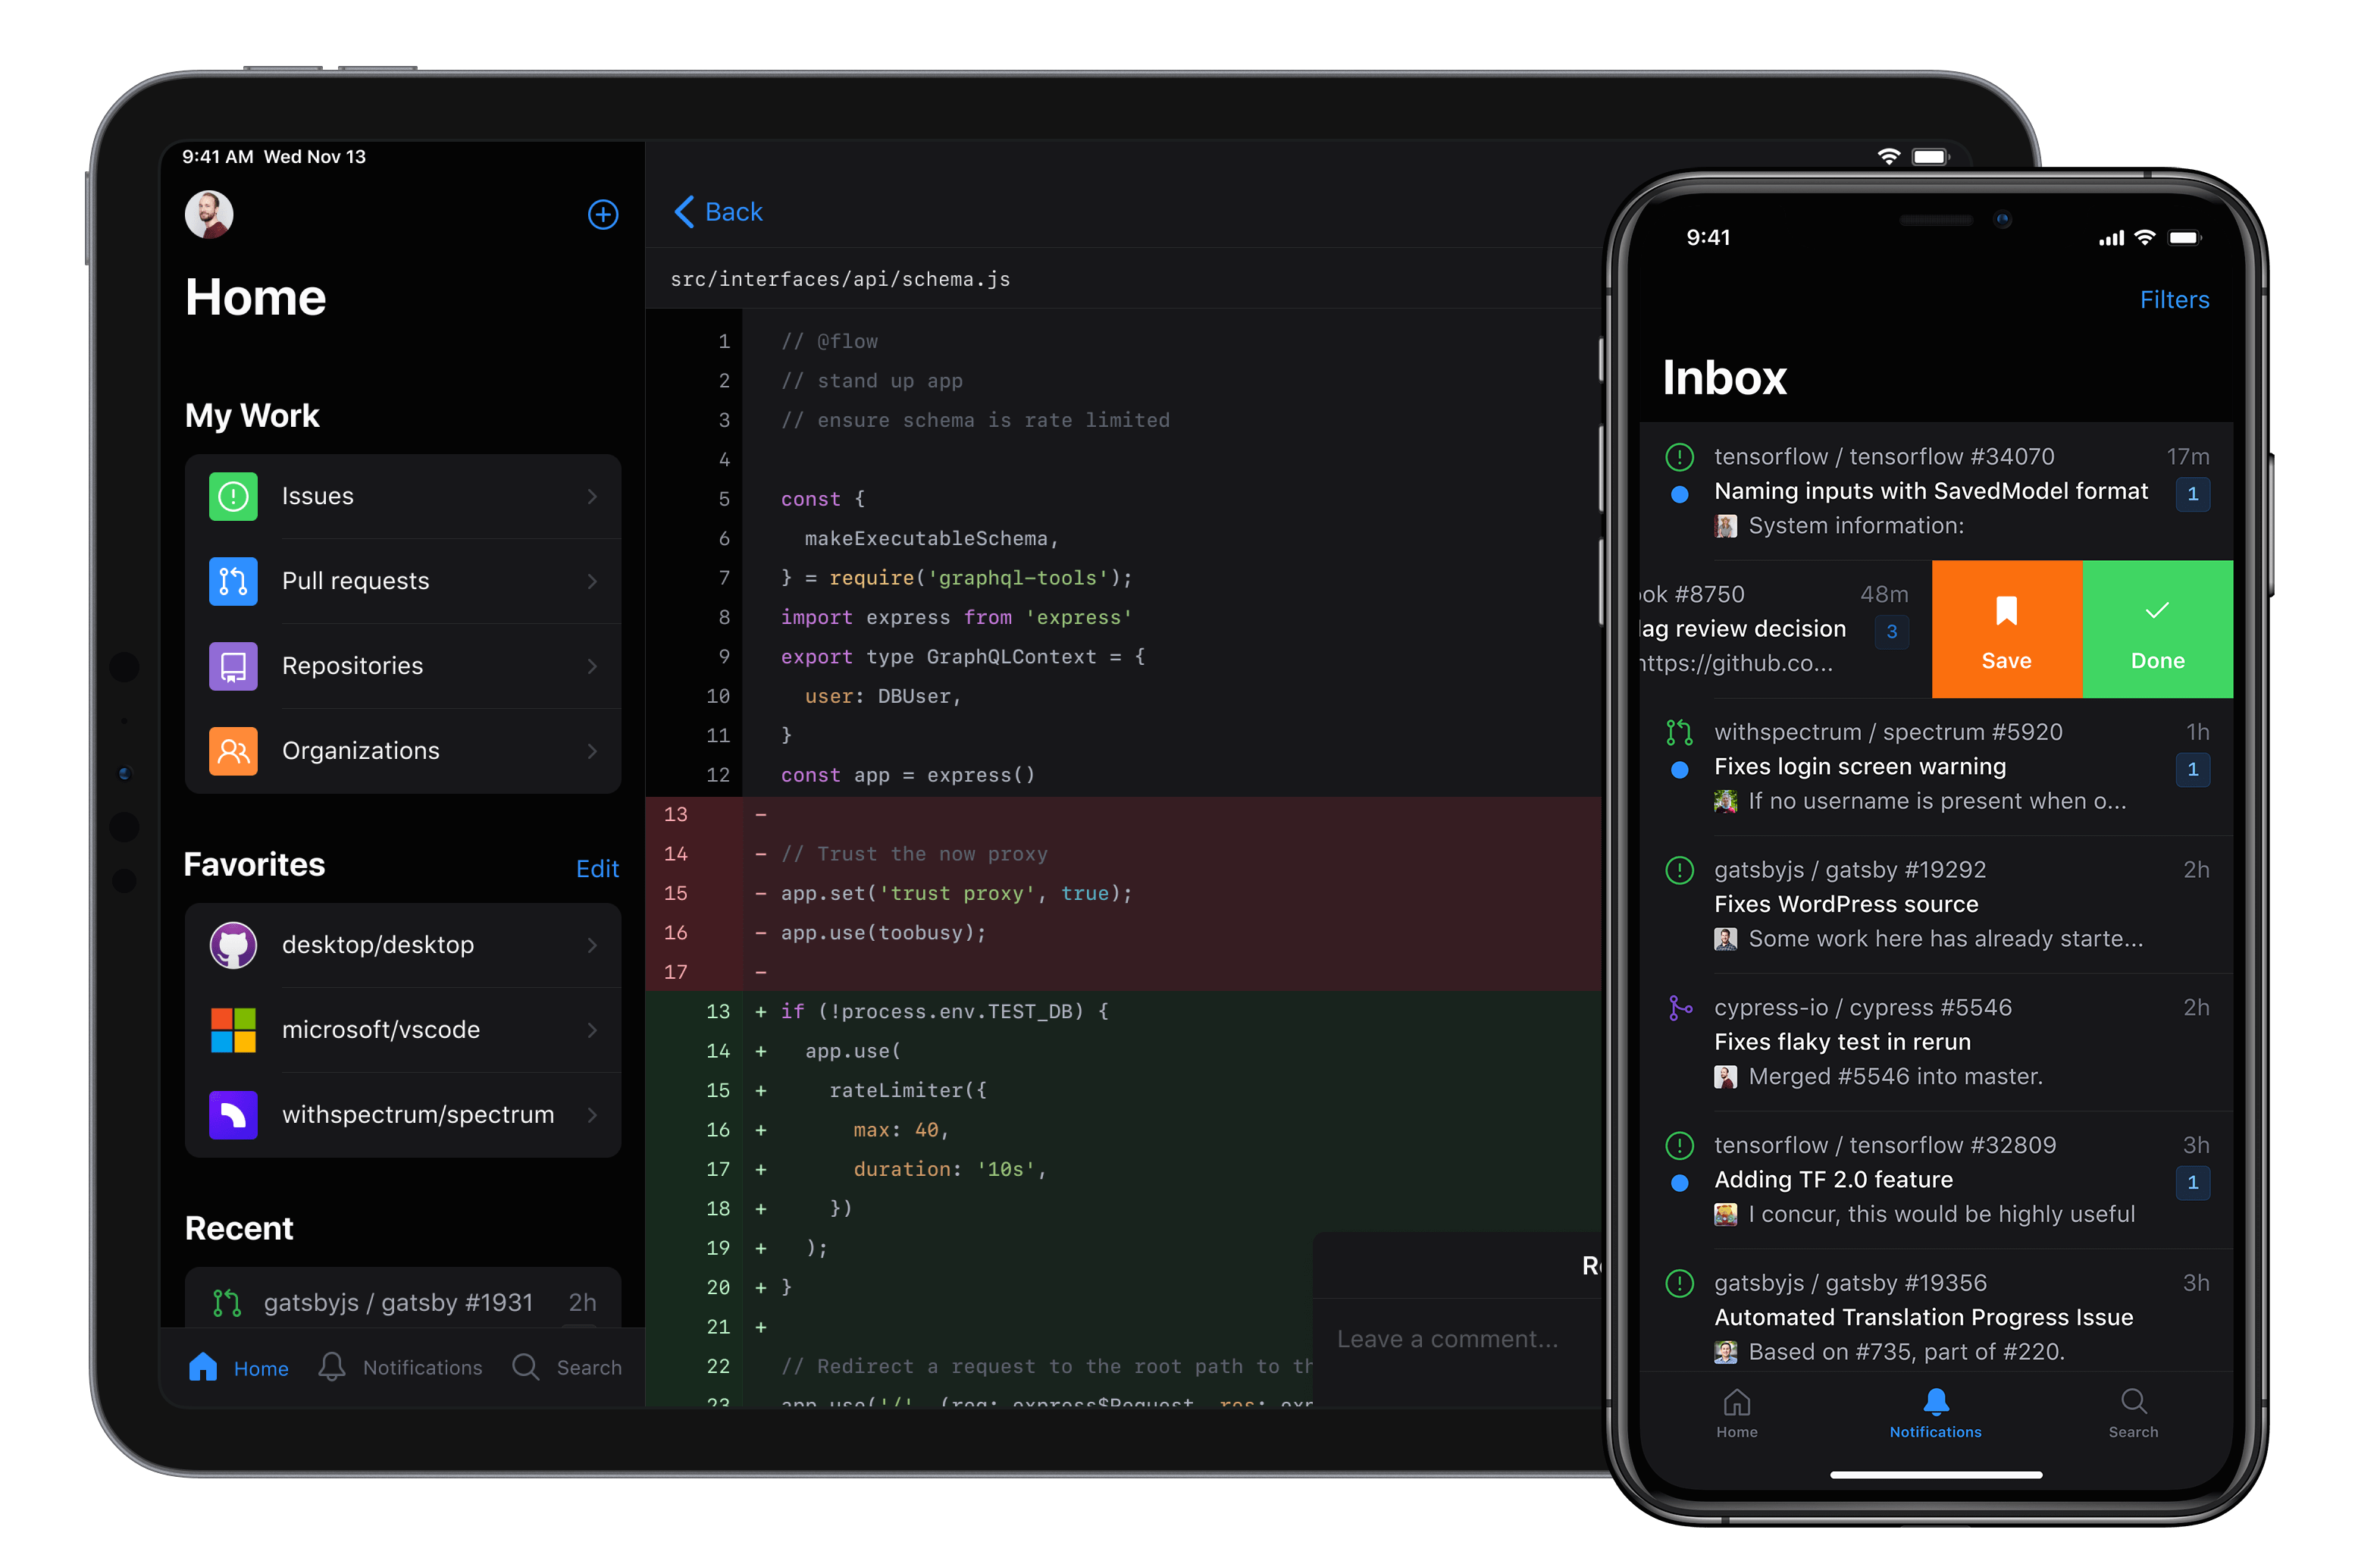 9:41 AM Wed Nov 13
Home
My Work
Issues
Pull requests
Repositories
Organizations
Favorites
Edit
desktop/desktop
microsoft/vscode
withspectrum/spectrum
Recent
gatsbyjs / gatsby #1931 2h
Home
Notifications
Search
Back
src/interfaces/api/schema.js
1 // @flow
2 // stand up app
3 // ensure schema is rate limited
4
5 const {
6 makeExecutableSchema,
7 } = require('graphql-tools');
8 import express from 'express'
9 export type GraphQLContext = {
10 user: DBUser,
11 }
12 const app = express()
13 -
14 - // Trust the now proxy
15 - app.set('trust proxy', true);
16 - app.use(toobusy);
17 -
13 + if (!process.env.TEST_DB) {
14 + app.use(
15 + rateLimiter({
16 + max: 40,
17 + duration: '10s',
18 + })
19 + );
20 + }
21 +
22 // Redirect a request to the root path to th
23 app.use('/', (req: express$Request, res: exp
Leave a comment...
9:41
Filters
Inbox
tensorflow / tensorflow #34070 17m
Naming inputs with SavedModel format 1
System information:
ook #8750 48m
lag review decision 3
https://github.co...
Save
Done
withspectrum / spectrum #5920 1h
Fixes login screen warning 1
If no username is present when o...
gatsbyjs / gatsby #19292 2h
Fixes WordPress source
Some work here has already starte...
cypress-io / cypress #5546 2h
Fixes flaky test in rerun
Merged #5546 into master.
tensorflow / tensorflow #32809 3h
Adding TF 2.0 feature 1
I concur, this would be highly useful
gatsbyjs / gatsby #19356 3h
Automated Translation Progress Issue
Based on #735, part of #220.
Home
Notifications
Search